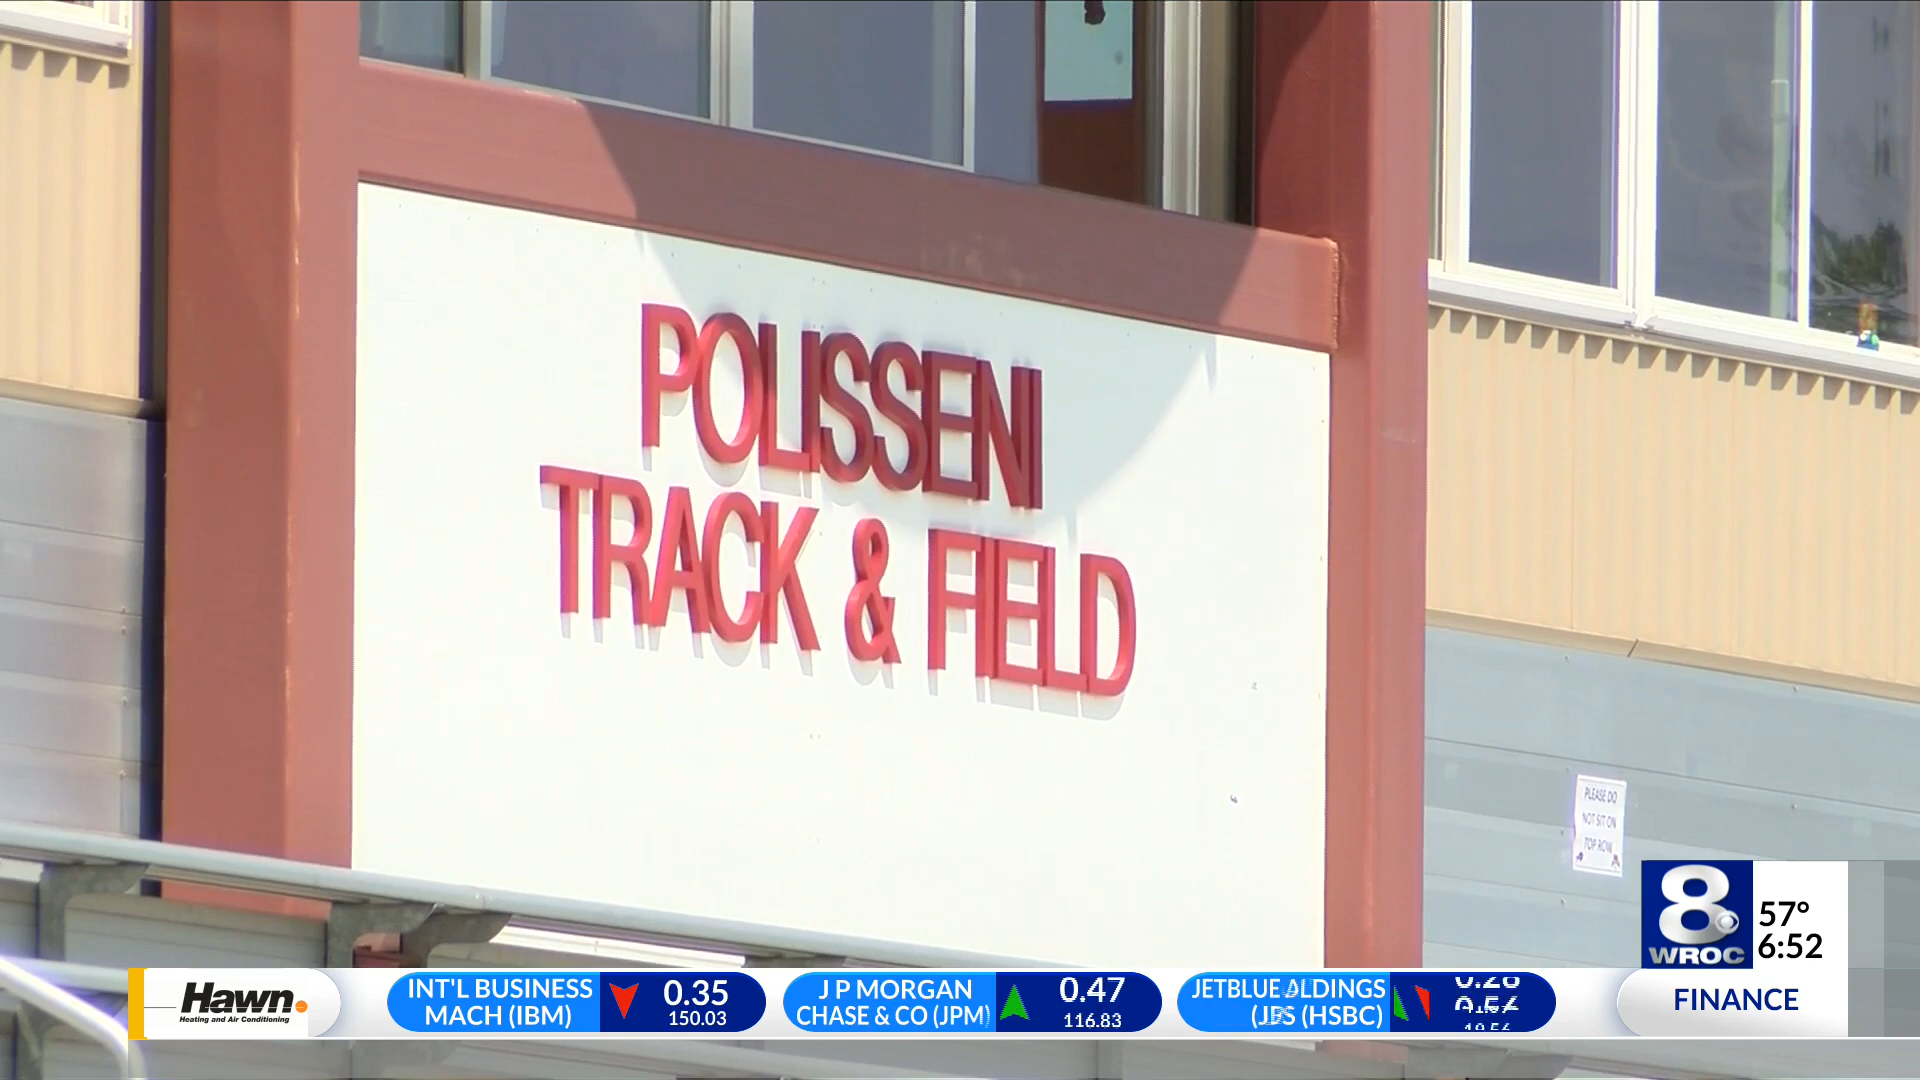 POLISSENI
TRACK & FIELD
PLEASE DO
NOT SIT ON
TOP ROW
8
WROC
57°
6:52
Hawn.
Heating and Air Conditioning
INT'L BUSINESS
MACH (IBM)
0.35
150.03
J P MORGAN
CHASE & CO (JPM)
0.47
116.83
FINANCE